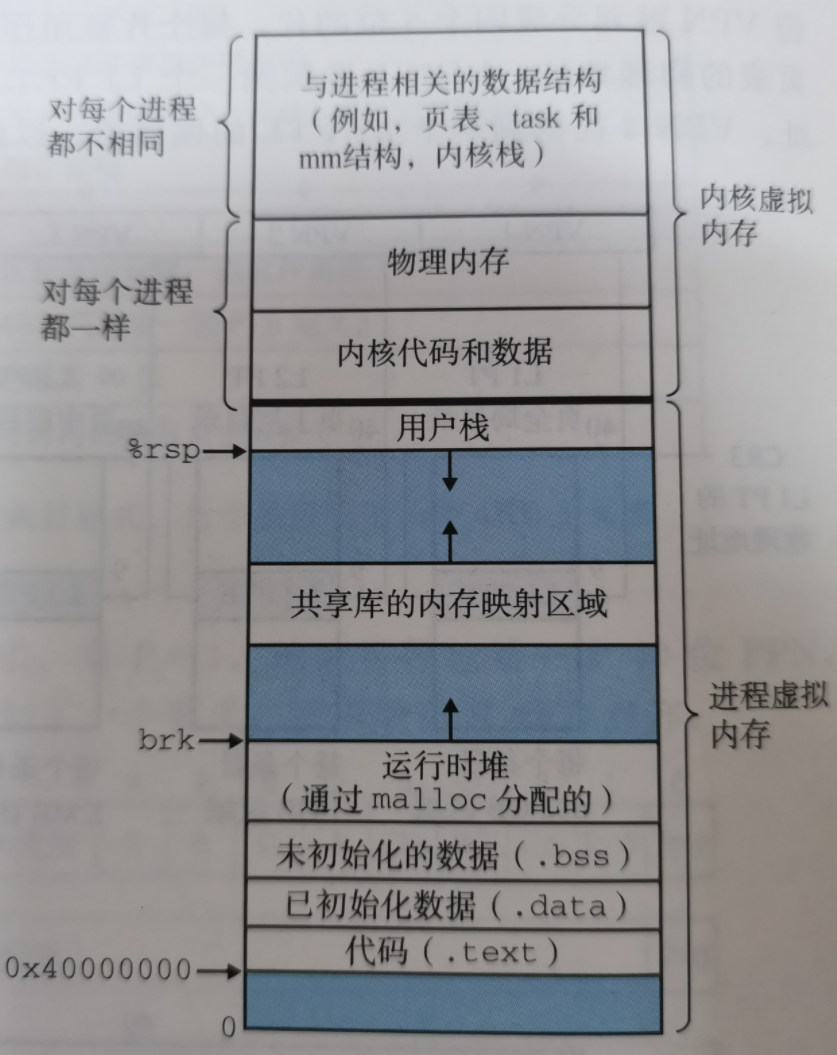 与进程相关的数据结构
（例如，页表、task 和
mm结构，内核栈）
对每个进程
都不相同
内核虚拟
内存
物理内存
对每个进程
都一样
内核代码和数据
用户栈
%rsp
共享库的内存映射区域
进程虚拟
内存
brk
运行时堆
（通过 malloc 分配的）
未初始化的数据（.bss）
已初始化数据（.data）
代码（.text）
0x40000000
0